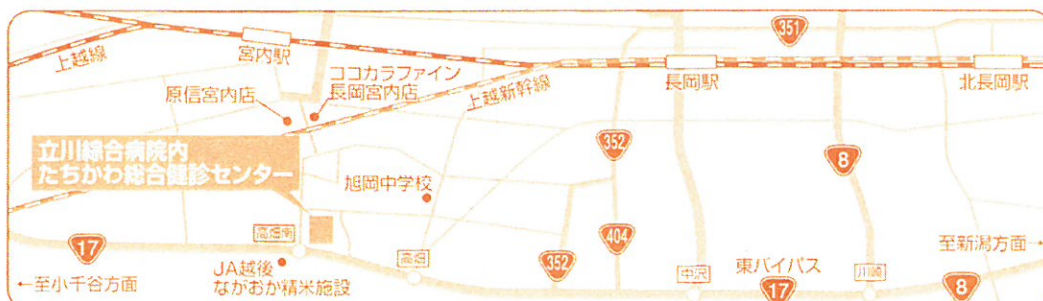 351
宮内駅
上越線
ココカラファイン
長岡宮内店
原信宮内店
上越新幹線
長岡駅
北長岡駅
立川綜合病院内
たちかわ総合健診センター
352
8
旭岡中学校
高畑南
404
17
高畑
352
中沢
東バイパス
17
川崎
8
至新潟方面→
←至小千谷方面
JA越後
ながおか精米施設